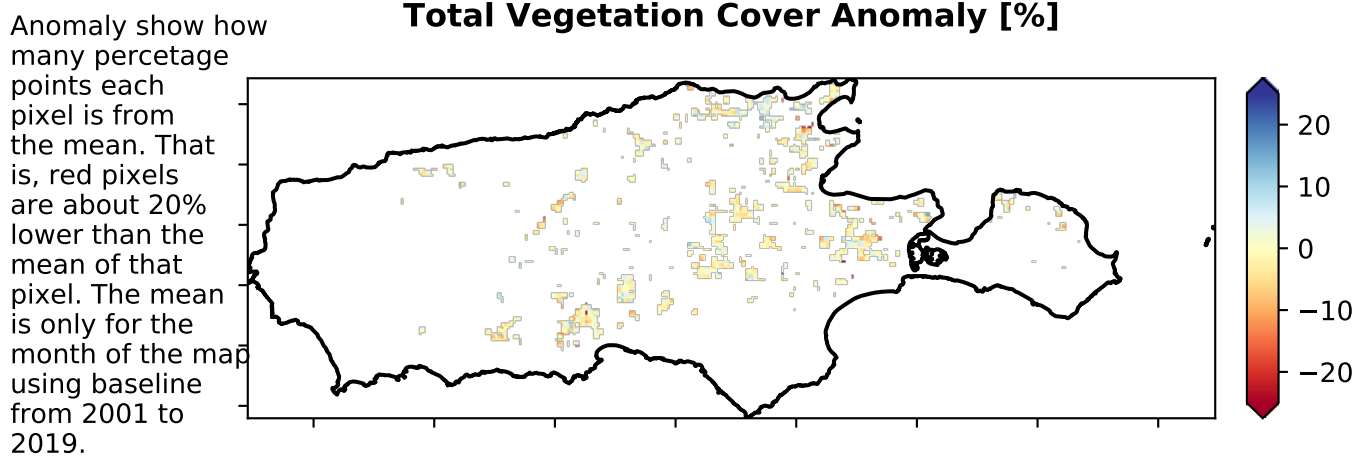 Total Vegetation Cover Anomaly [%]
Anomaly show how
many percetage
points each
pixel is from
the mean. That
is, red pixels
are about 20%
lower than the
mean of that
pixel. The mean
is only for the
month of the map
using baseline
from 2001 to
2019.
20
10
0
−10
−20